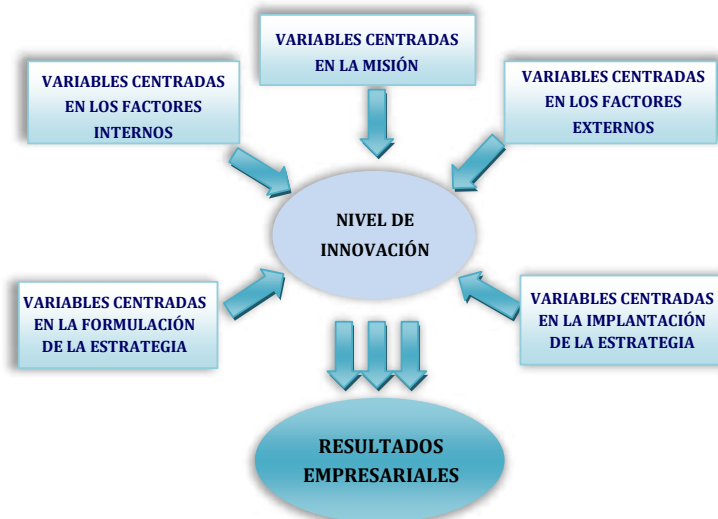 VARIABLES CENTRADAS
EN LA MISIÓN
VARIABLES CENTRADAS
EN LOS FACTORES
INTERNOS
VARIABLES CENTRADAS
EN LOS FACTORES
EXTERNOS
NIVEL DE
INNOVACIÓN
VARIABLES CENTRADAS
EN LA FORMULACIÓN
DE LA ESTRATEGIA
VARIABLES CENTRADAS
EN LA IMPLANTACIÓN
DE LA ESTRATEGIA
RESULTADOS
EMPRESARIALES